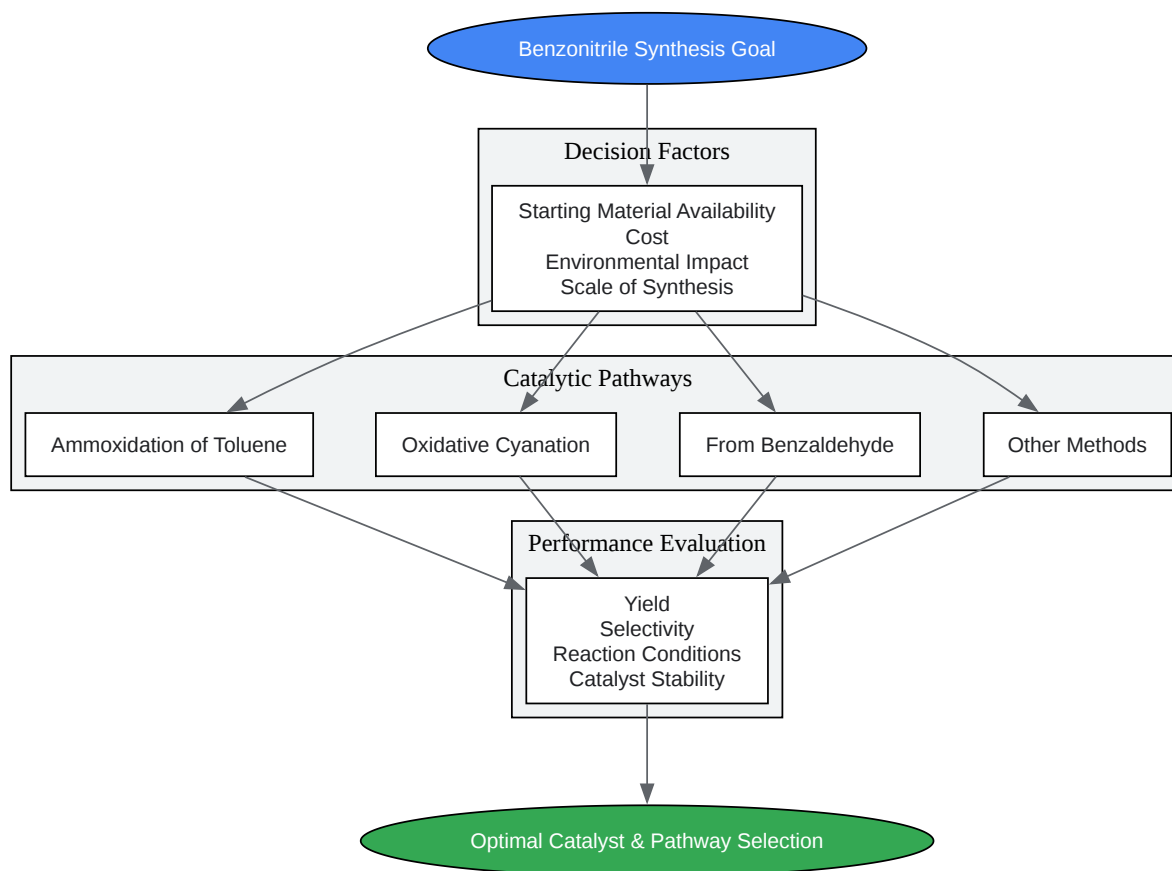 Benzonitrile Synthesis Goal
Decision Factors
Starting Material Availability
Cost
Environmental Impact
Scale of Synthesis
Catalytic Pathways
Ammoxidation of Toluene
Oxidative Cyanation
From Benzaldehyde
Other Methods
Performance Evaluation
Yield
Selectivity
Reaction Conditions
Catalyst Stability
Optimal Catalyst & Pathway Selection